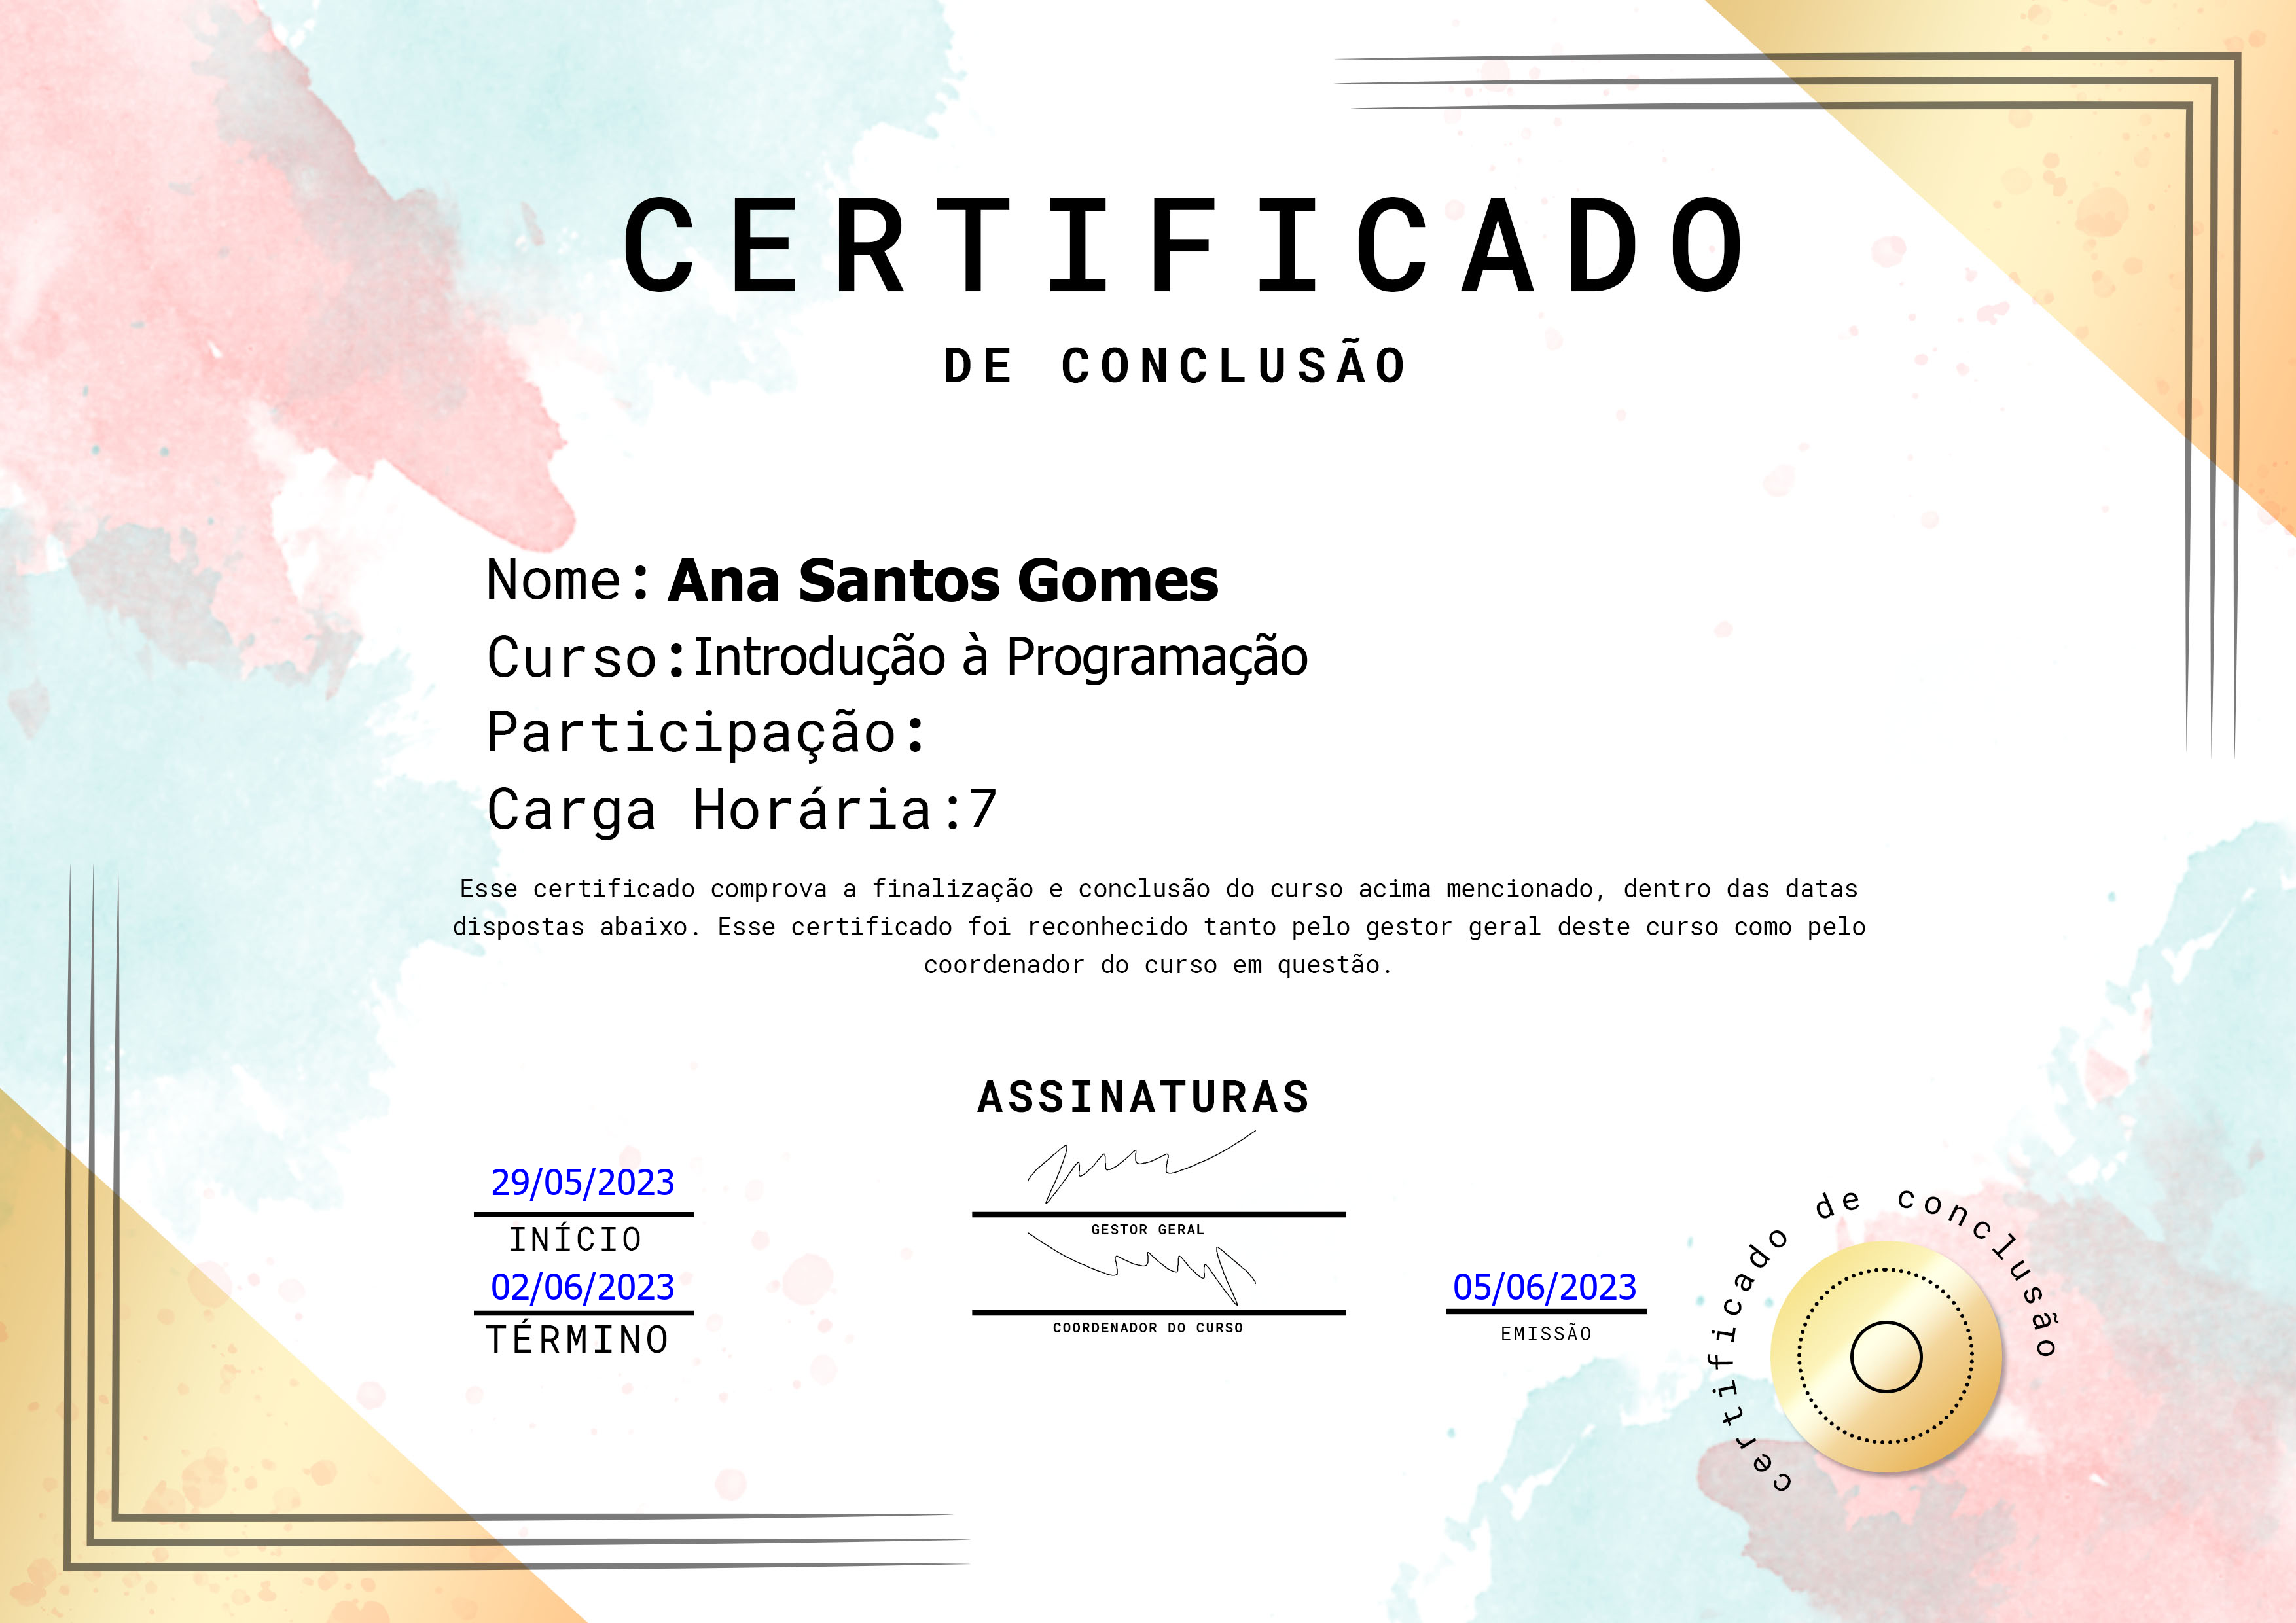 CERTIFICADO
DE CONCLUSÃO
Nome: Ana Santos Gomes
Curso:Introdução à Programação
Participação:
Carga Horária:7
Esse certificado comprova a finalização e conclusão do curso acima mencionado, dentro das datas
dispostas abaixo. Esse certificado foi reconhecido tanto pelo gestor geral deste curso como pelo
coordenador do curso em questão.
ASSINATURAS
29/05/2023
INÍCIO
02/06/2023
TÉRMINO
GESTOR GERAL
COORDENADOR DO CURSO
05/06/2023
EMISSÃO
certificado de conclusão